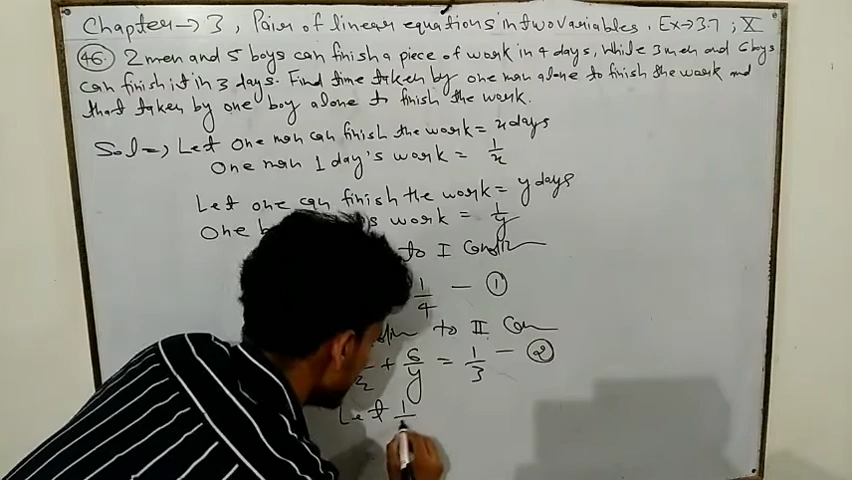 Chapter → 3, Pair of linear equations in two variables, Ex → 3.7 ; X
46. 2 men and 5 boys can finish a piece of work in 4 days, while 3 men and 6 boys
can finish it in 3 days. Find time taken by one man alone to finish the work and
that taken by one boy alone to finish the work.
Sol =, Let one man can finish the work = x days
One man 1 day's work = 1/x
Let one can finish the work = y days
One b work = 1/y
to I Condn
1/4 — ①
to II Con
+ 6/y = 1/3 — ②
Let 1